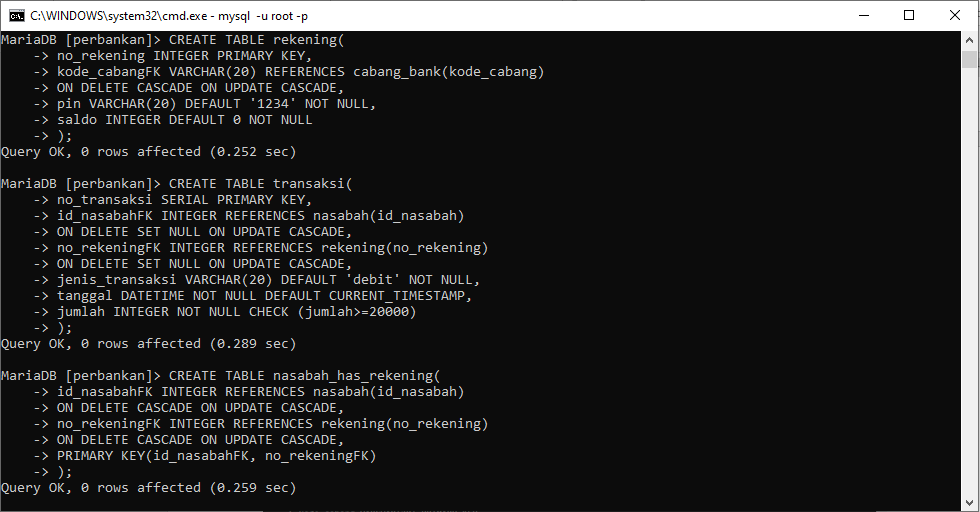 C:\WINDOWS\system32\cmd.exe - mysql -u root -p
MariaDB [perbankan]> CREATE TABLE rekening(
    -> no_rekening INTEGER PRIMARY KEY,
    -> kode_cabangFK VARCHAR(20) REFERENCES cabang_bank(kode_cabang)
    -> ON DELETE CASCADE ON UPDATE CASCADE,
    -> pin VARCHAR(20) DEFAULT '1234' NOT NULL,
    -> saldo INTEGER DEFAULT 0 NOT NULL
    -> );
Query OK, 0 rows affected (0.252 sec)

MariaDB [perbankan]> CREATE TABLE transaksi(
    -> no_transaksi SERIAL PRIMARY KEY,
    -> id_nasabahFK INTEGER REFERENCES nasabah(id_nasabah)
    -> ON DELETE SET NULL ON UPDATE CASCADE,
    -> no_rekeningFK INTEGER REFERENCES rekening(no_rekening)
    -> ON DELETE SET NULL ON UPDATE CASCADE,
    -> jenis_transaksi VARCHAR(20) DEFAULT 'debit' NOT NULL,
    -> tanggal DATETIME NOT NULL DEFAULT CURRENT_TIMESTAMP,
    -> jumlah INTEGER NOT NULL CHECK (jumlah>=20000)
    -> );
Query OK, 0 rows affected (0.289 sec)

MariaDB [perbankan]> CREATE TABLE nasabah_has_rekening(
    -> id_nasabahFK INTEGER REFERENCES nasabah(id_nasabah)
    -> ON DELETE CASCADE ON UPDATE CASCADE,
    -> no_rekeningFK INTEGER REFERENCES rekening(no_rekening)
    -> ON DELETE CASCADE ON UPDATE CASCADE,
    -> PRIMARY KEY(id_nasabahFK, no_rekeningFK)
    -> );
Query OK, 0 rows affected (0.259 sec)